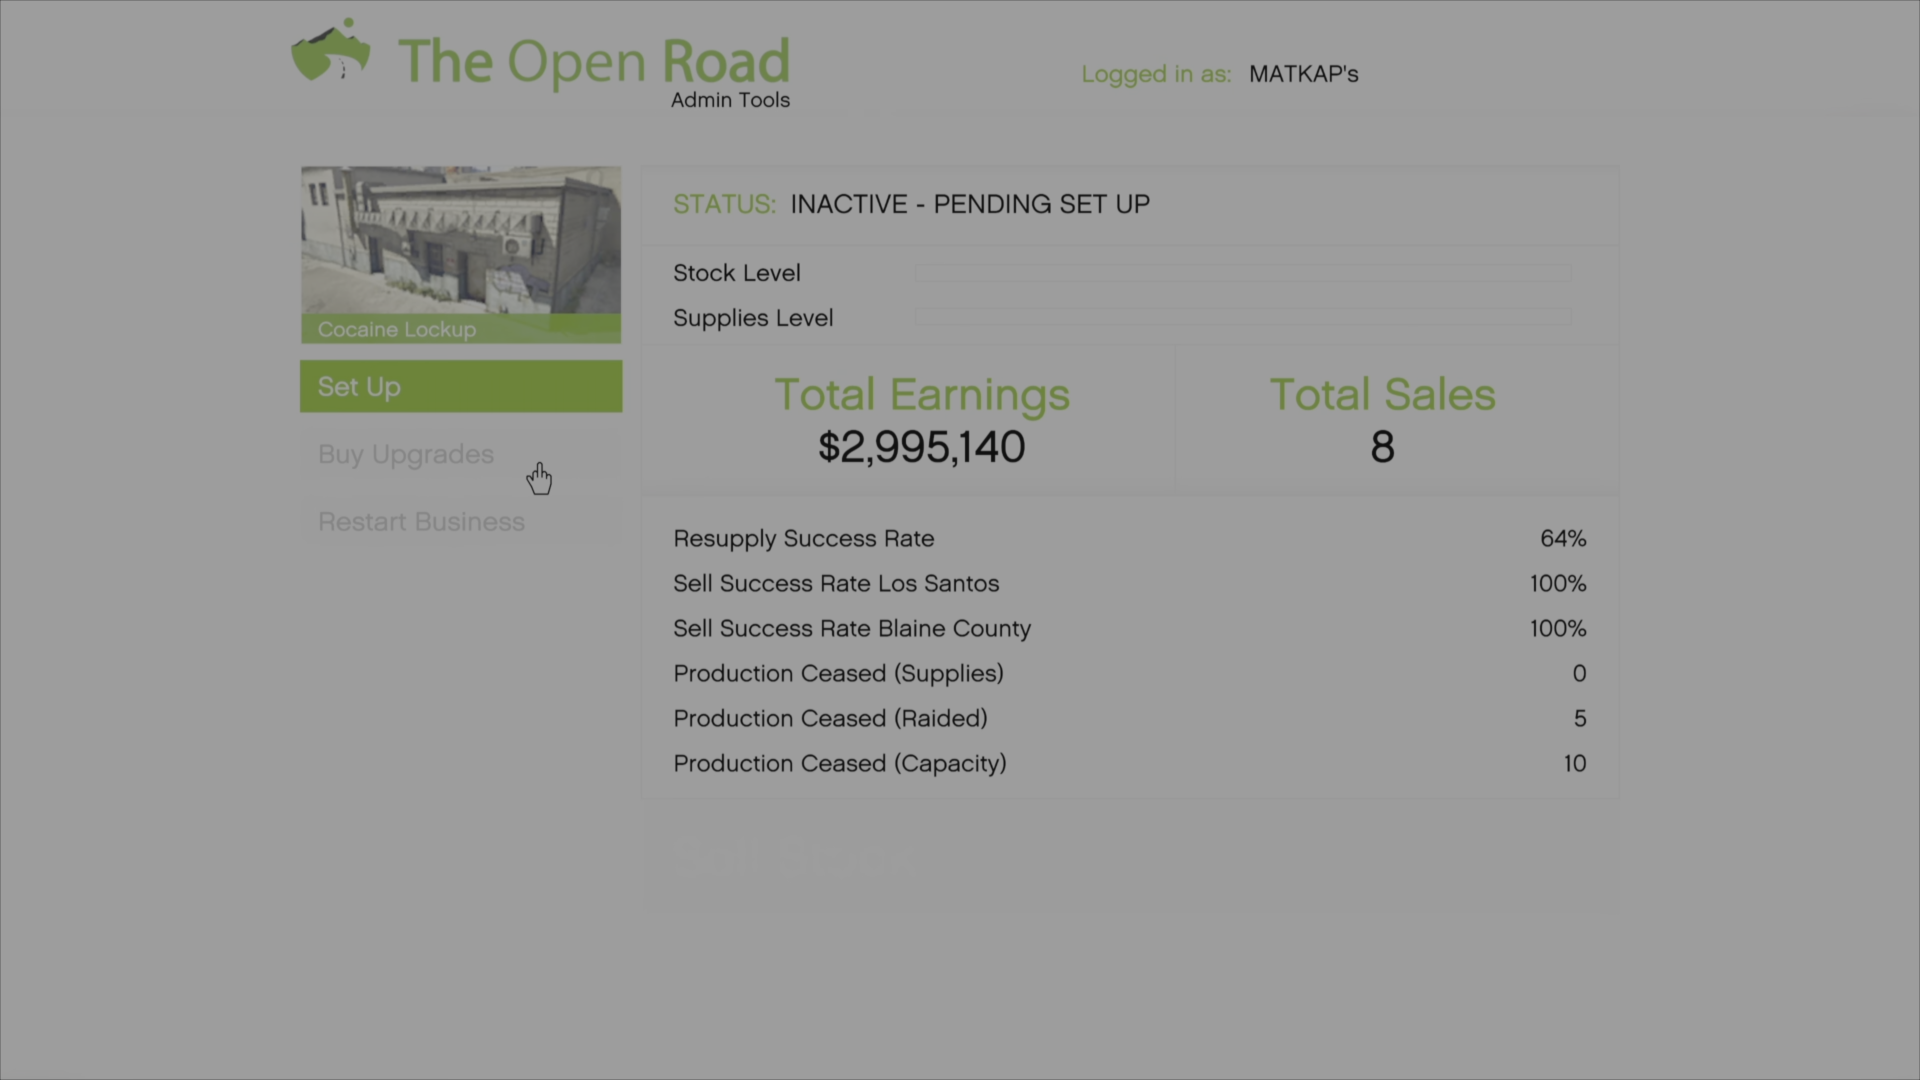 The Open Road
Admin Tools
Logged in as: MATKAP's
Cocaine Lockup
Set Up
Buy Upgrades
Restart Business
STATUS: INACTIVE - PENDING SET UP
Stock Level
Supplies Level
Total Earnings
$2,995,140
Total Sales
8
Resupply Success Rate 64%
Sell Success Rate Los Santos 100%
Sell Success Rate Blaine County 100%
Production Ceased (Supplies) 0
Production Ceased (Raided) 5
Production Ceased (Capacity) 10
Sell Stock